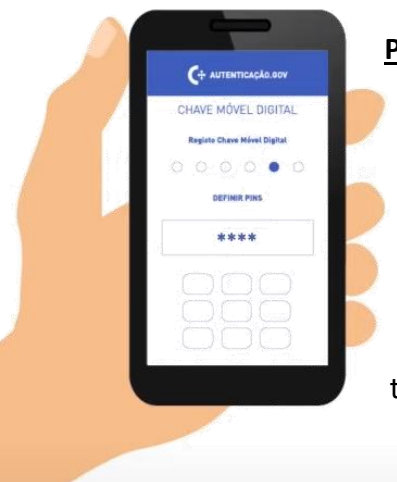 P
AUTENTICAÇÃO.GOV
CHAVE MÓVEL DIGITAL
Registo Chave Móvel Digital
DEFINIR PINS
****
t